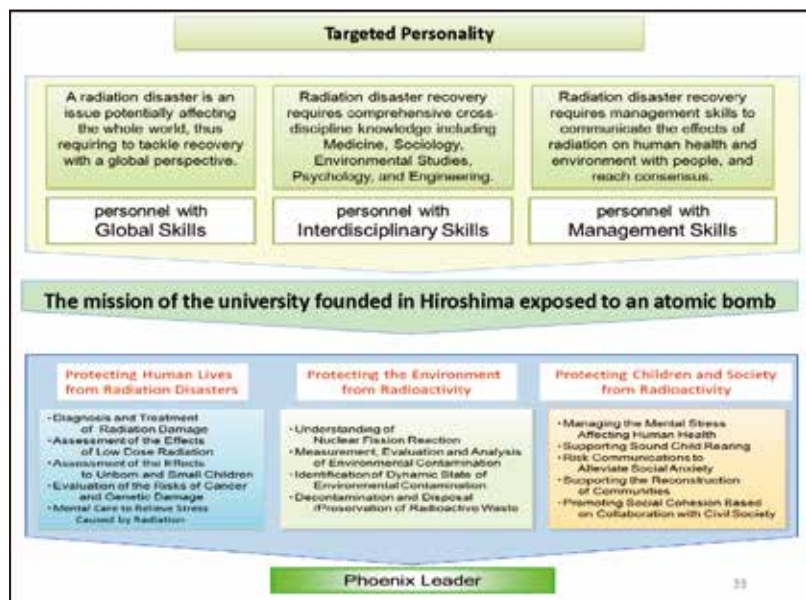 Targeted Personality
A radiation disaster is an
issue potentially affecting
the whole world, thus
requiring to tackle recovery
with a global perspective.
personnel with
Global Skills
Radiation disaster recovery
requires comprehensive cross-
discipline knowledge including
Medicine, Sociology,
Environmental Studies,
Psychology, and Engineering.
personnel with
Interdisciplinary Skills
Radiation disaster recovery
requires management skills to
communicate the effects of
radiation on human health and
environment with people, and
reach consensus.
personnel with
Management Skills
The mission of the university founded in Hiroshima exposed to an atomic bomb
Protecting Human Lives
from Radiation Disasters
・Diagnosis and Treatment
of Radiation Damage
・Assessment of the Effects
of Low Dose Radiation
・Assessment of the Effects
to Unborn and Small Children
・Evaluation of the Risks of Cancer
and Genetic Damage
・Mental Care to Relieve Stress
Caused by Radiation
Protecting the Environment
from Radioactivity
・Understanding of
Nuclear Fission Reaction
・Measurement, Evaluation and Analysis
of Environmental Contamination
・Identification of Dynamic State of
Environmental Contamination
・Decontamination and Disposal
/Preservation of Radioactive Waste
Protecting Children and Society
from Radioactivity
・Managing the Mental Stress
Affecting Human Health
・Supporting Sound Child Rearing
・Risk Communications to
Alleviate Social Anxiety
・Supporting the Reconstruction
of Communities
・Promoting Social Cohesion Based
on Collaboration with Civil Society
Phoenix Leader